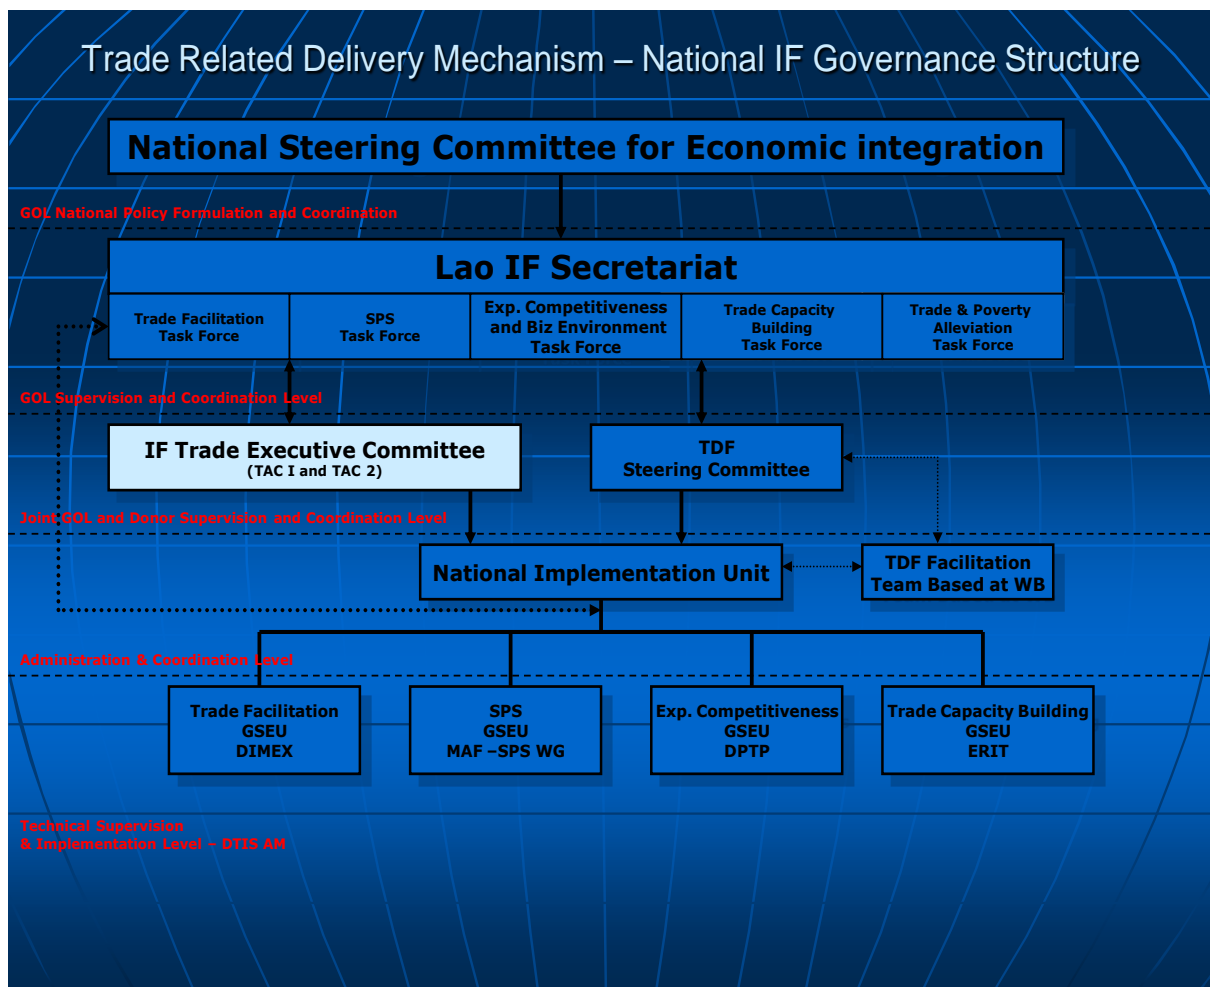 Trade Related Delivery Mechanism – National IF Governance Structure
National Steering Committee for Economic integration
GOL National Policy Formulation and Coordination
Lao IF Secretariat
Trade Facilitation
Task Force
SPS
Task Force
Exp. Competitiveness
and Biz Environment
Task Force
Trade Capacity
Building
Task Force
Trade & Poverty
Alleviation
Task Force
GOL Supervision and Coordination Level
IF Trade Executive Committee
(TAC I and TAC 2)
TDF
Steering Committee
Joint GOL and Donor Supervision and Coordination Level
National Implementation Unit
TDF Facilitation
Team Based at WB
Administration & Coordination Level
Trade Facilitation
GSEU
DIMEX
SPS
GSEU
MAF –SPS WG
Exp. Competitiveness
GSEU
DPTP
Trade Capacity Building
GSEU
ERIT
Technical Supervision
& Implementation Level – DTIS AM